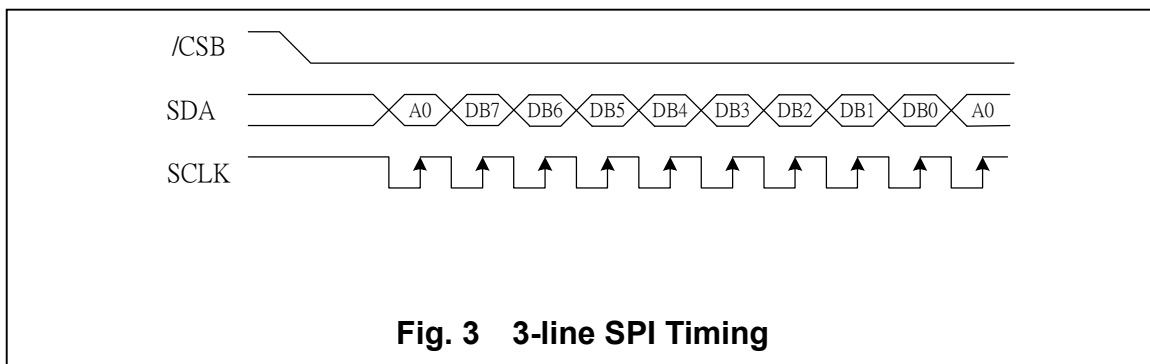 /CSB
SDA A0 DB7 DB6 DB5 DB4 DB3 DB2 DB1 DB0 A0
SCLK
Fig. 3 3-line SPI Timing